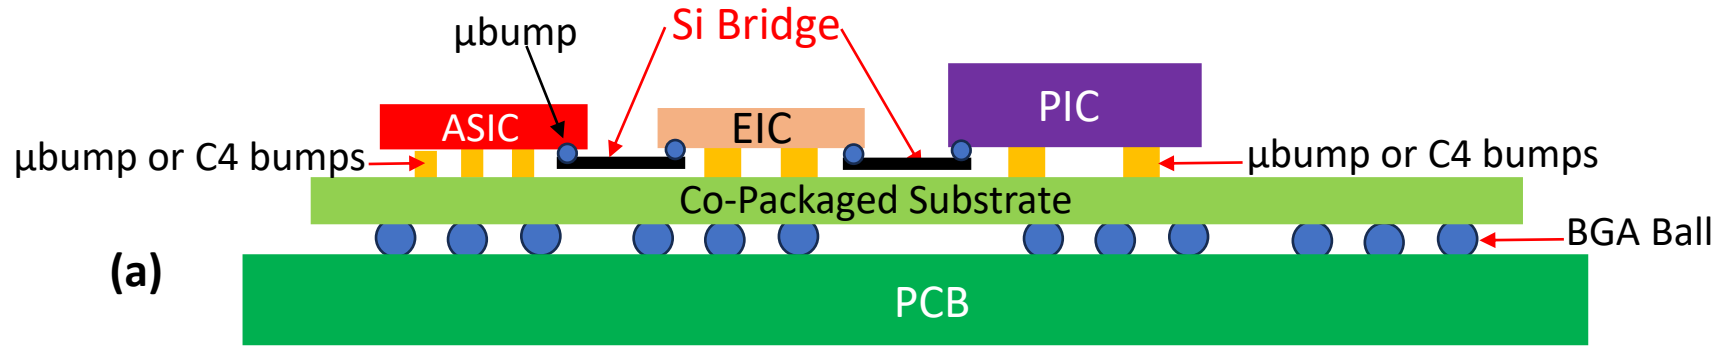 μbump
Si Bridge
ASIC
EIC
PIC
μbump or C4 bumps
μbump or C4 bumps
Co-Packaged Substrate
BGA Ball
(a)
PCB